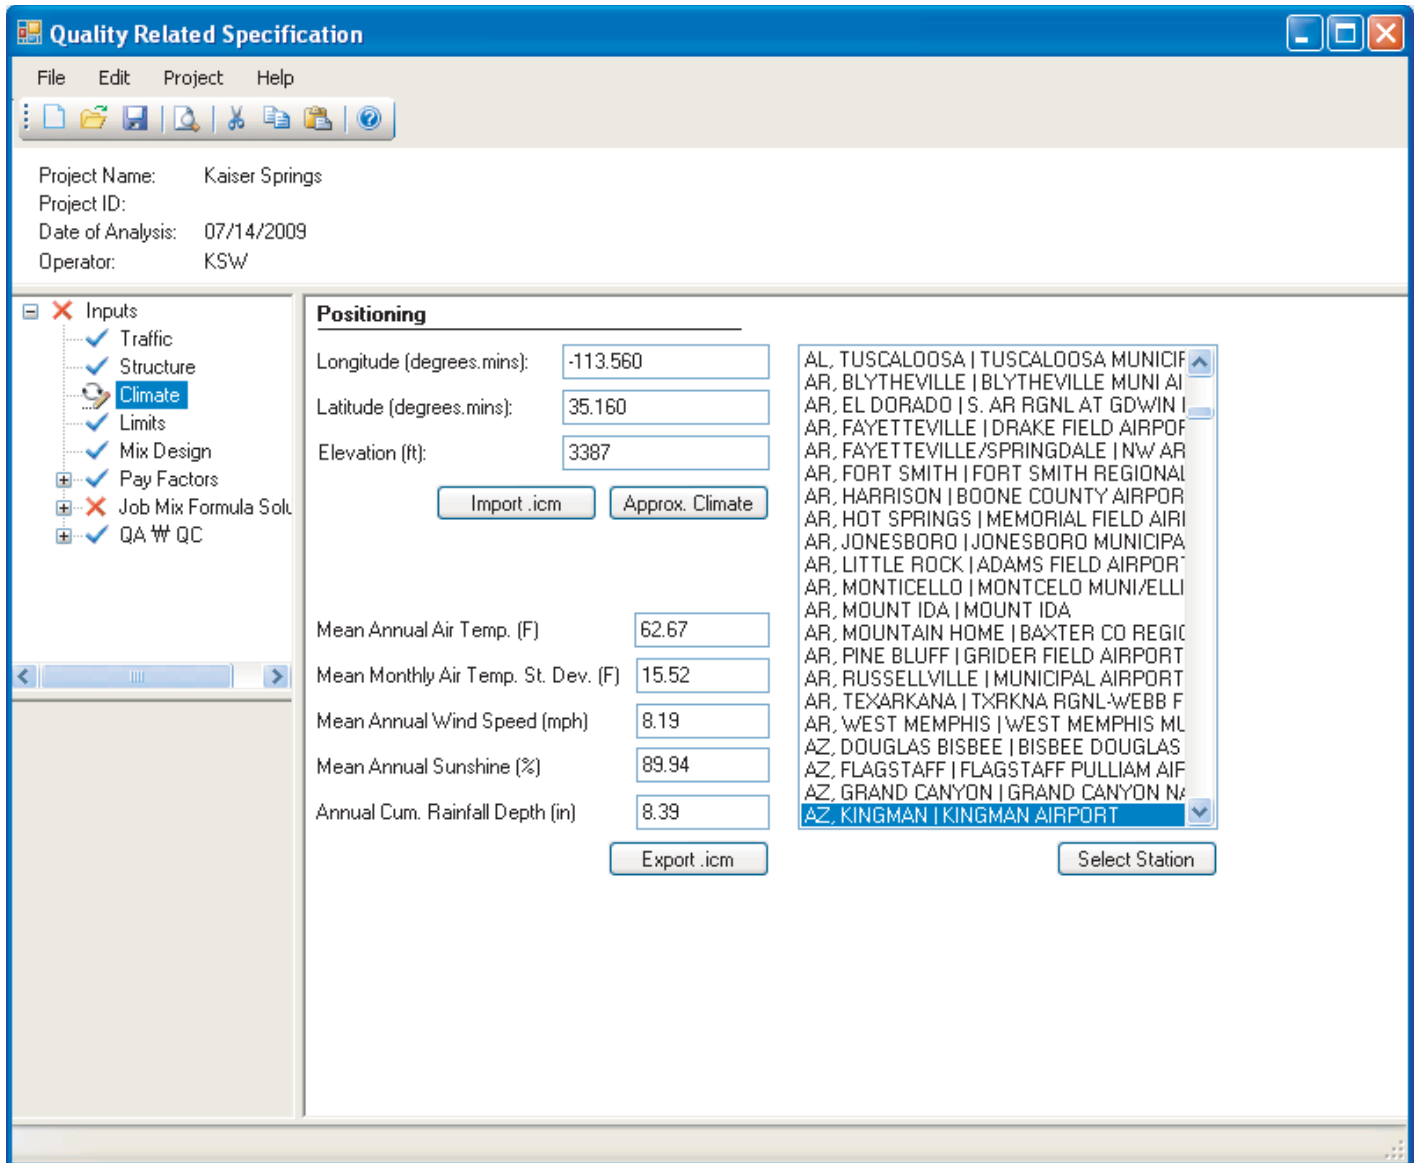 Quality Related Specification
File Edit Project Help
Project Name: Kaiser Springs
Project ID:
Date of Analysis: 07/14/2009
Operator: KSW
Inputs
Traffic
Structure
Climate
Limits
Mix Design
Pay Factors
Job Mix Formula Solu
QA ₩ QC
Positioning
Longitude (degrees.mins): -113.560
Latitude (degrees.mins): 35.160
Elevation (ft): 3387
Import .icm Approx. Climate
Mean Annual Air Temp. (F) 62.67
Mean Monthly Air Temp. St. Dev. (F) 15.52
Mean Annual Wind Speed (mph) 8.19
Mean Annual Sunshine (%) 89.94
Annual Cum. Rainfall Depth (in) 8.39
Export .icm
AL, TUSCALOOSA | TUSCALOOSA MUNICIF
AR, BLYTHEVILLE | BLYTHEVILLE MUNI AI
AR, EL DORADO | S. AR RGNL AT GDWIN
AR, FAYETTEVILLE | DRAKE FIELD AIRPOF
AR, FAYETTEVILLE/SPRINGDALE | NW AR
AR, FORT SMITH | FORT SMITH REGIONAL
AR, HARRISON | BOONE COUNTY AIRPOR
AR, HOT SPRINGS | MEMORIAL FIELD AIRI
AR, JONESBORO | JONESBORO MUNICIPA
AR, LITTLE ROCK | ADAMS FIELD AIRPORT
AR, MONTICELLO | MONTCELO MUNI/ELLI
AR, MOUNT IDA | MOUNT IDA
AR, MOUNTAIN HOME | BAXTER CO REGIO
AR, PINE BLUFF | GRIDER FIELD AIRPORT
AR, RUSSELLVILLE | MUNICIPAL AIRPORT
AR, TEXARKANA | TXRKNA RGNL-WEBB F
AR, WEST MEMPHIS | WEST MEMPHIS MU
AZ, DOUGLAS BISBEE | BISBEE DOUGLAS
AZ, FLAGSTAFF | FLAGSTAFF PULLIAM AIF
AZ, GRAND CANYON | GRAND CANYON NA
AZ, KINGMAN | KINGMAN AIRPORT
Select Station